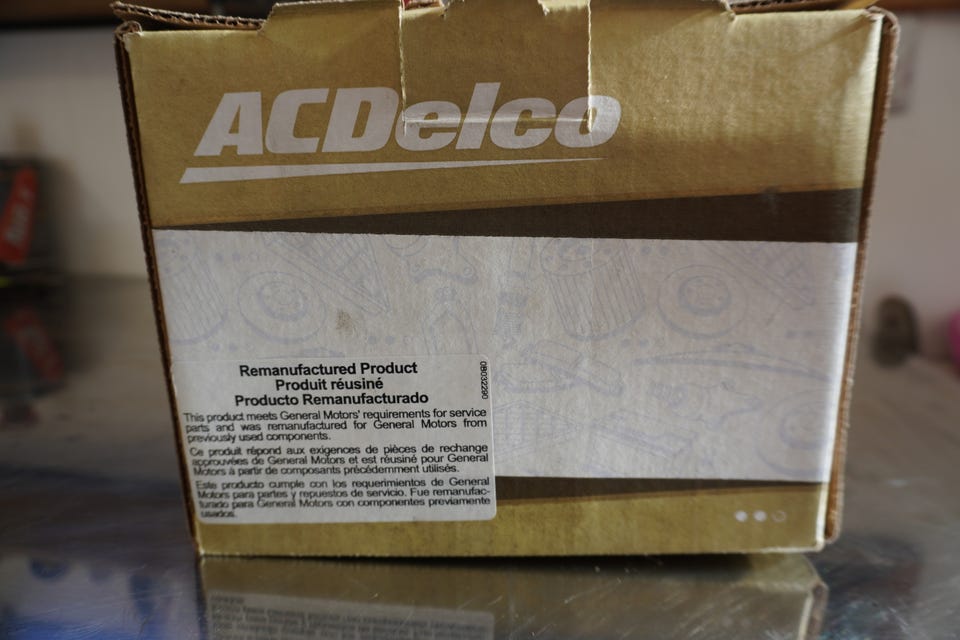 ACDelco
Remanufactured Product
Produit réusiné
Producto Remanufacturado
08032290
This product meets General Motors' requirements for service
parts and was remanufactured for General Motors from
previously used components.
Ce produit répond aux exigences de pièces de rechange
approuvées de General Motors et est réusiné pour General
Motors à partir de composants précédemment utilisés.
Este producto cumple con los requerimientos de General
Motors para partes y repuestos de servicio. Fue remanufac-
turado para General Motors con componentes previamente
usados.